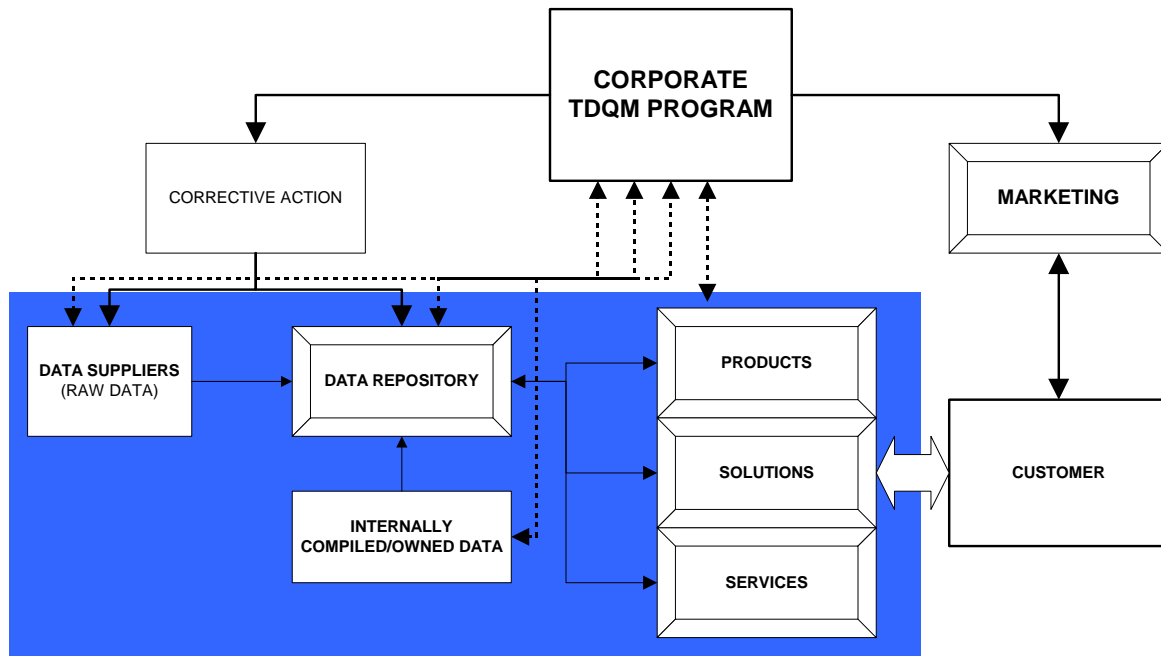 CORPORATE
TDQM PROGRAM
CORRECTIVE ACTION
MARKETING
DATA SUPPLIERS
(RAW DATA)
DATA REPOSITORY
PRODUCTS
SOLUTIONS
CUSTOMER
INTERNALLY
COMPILED/OWNED DATA
SERVICES